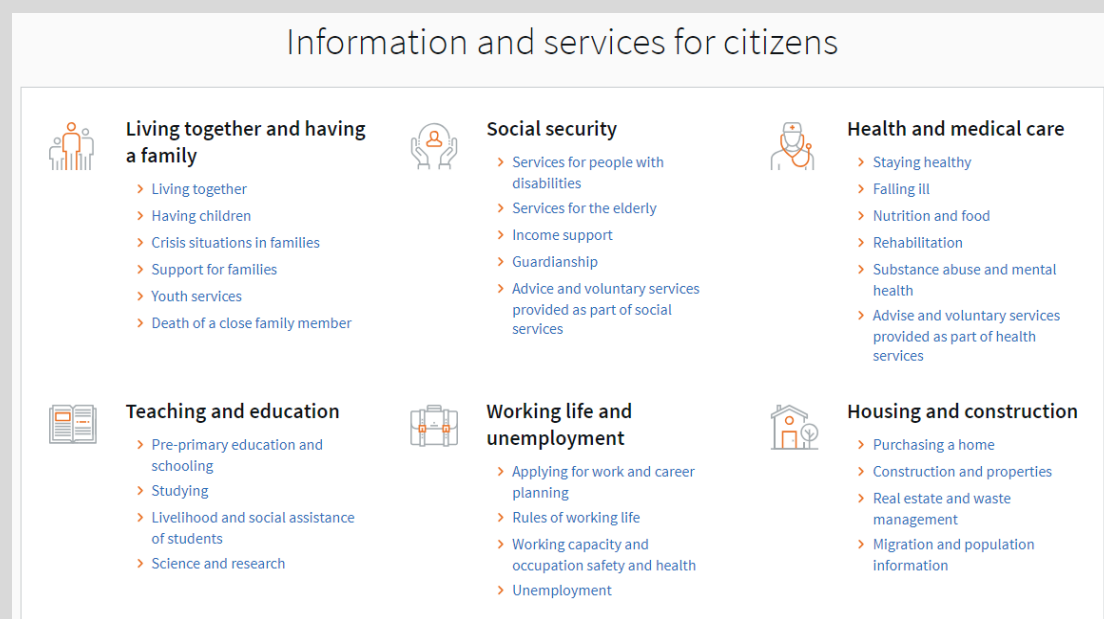 Information and services for citizens
Living together and having
a family
Living together
Having children
Crisis situations in families
Support for families
Youth services
Death of a close family member
Social security
Services for people with
disabilities
Services for the elderly
Income support
Guardianship
Advice and voluntary services
provided as part of social
services
Health and medical care
Staying healthy
Falling ill
Nutrition and food
Rehabilitation
Substance abuse and mental
health
Advise and voluntary services
provided as part of health
services
Teaching and education
Pre-primary education and
schooling
Studying
Livelihood and social assistance
of students
Science and research
Working life and
unemployment
Applying for work and career
planning
Rules of working life
Working capacity and
occupation safety and health
Unemployment
Housing and construction
Purchasing a home
Construction and properties
Real estate and waste
management
Migration and population
information